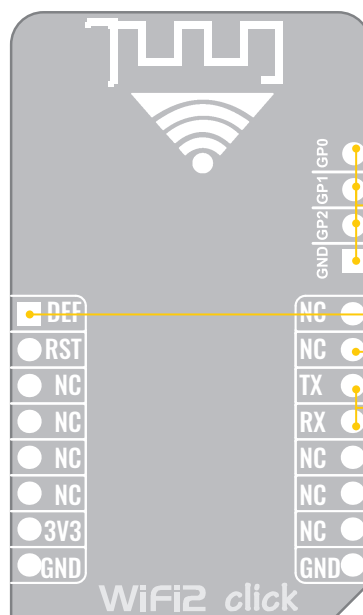 GP0
GP1
GP2
GND
DEF NC
RST NC
NC TX
NC RX
NC NC
NC NC
3V3 NC
GND GND
WiFi2 click